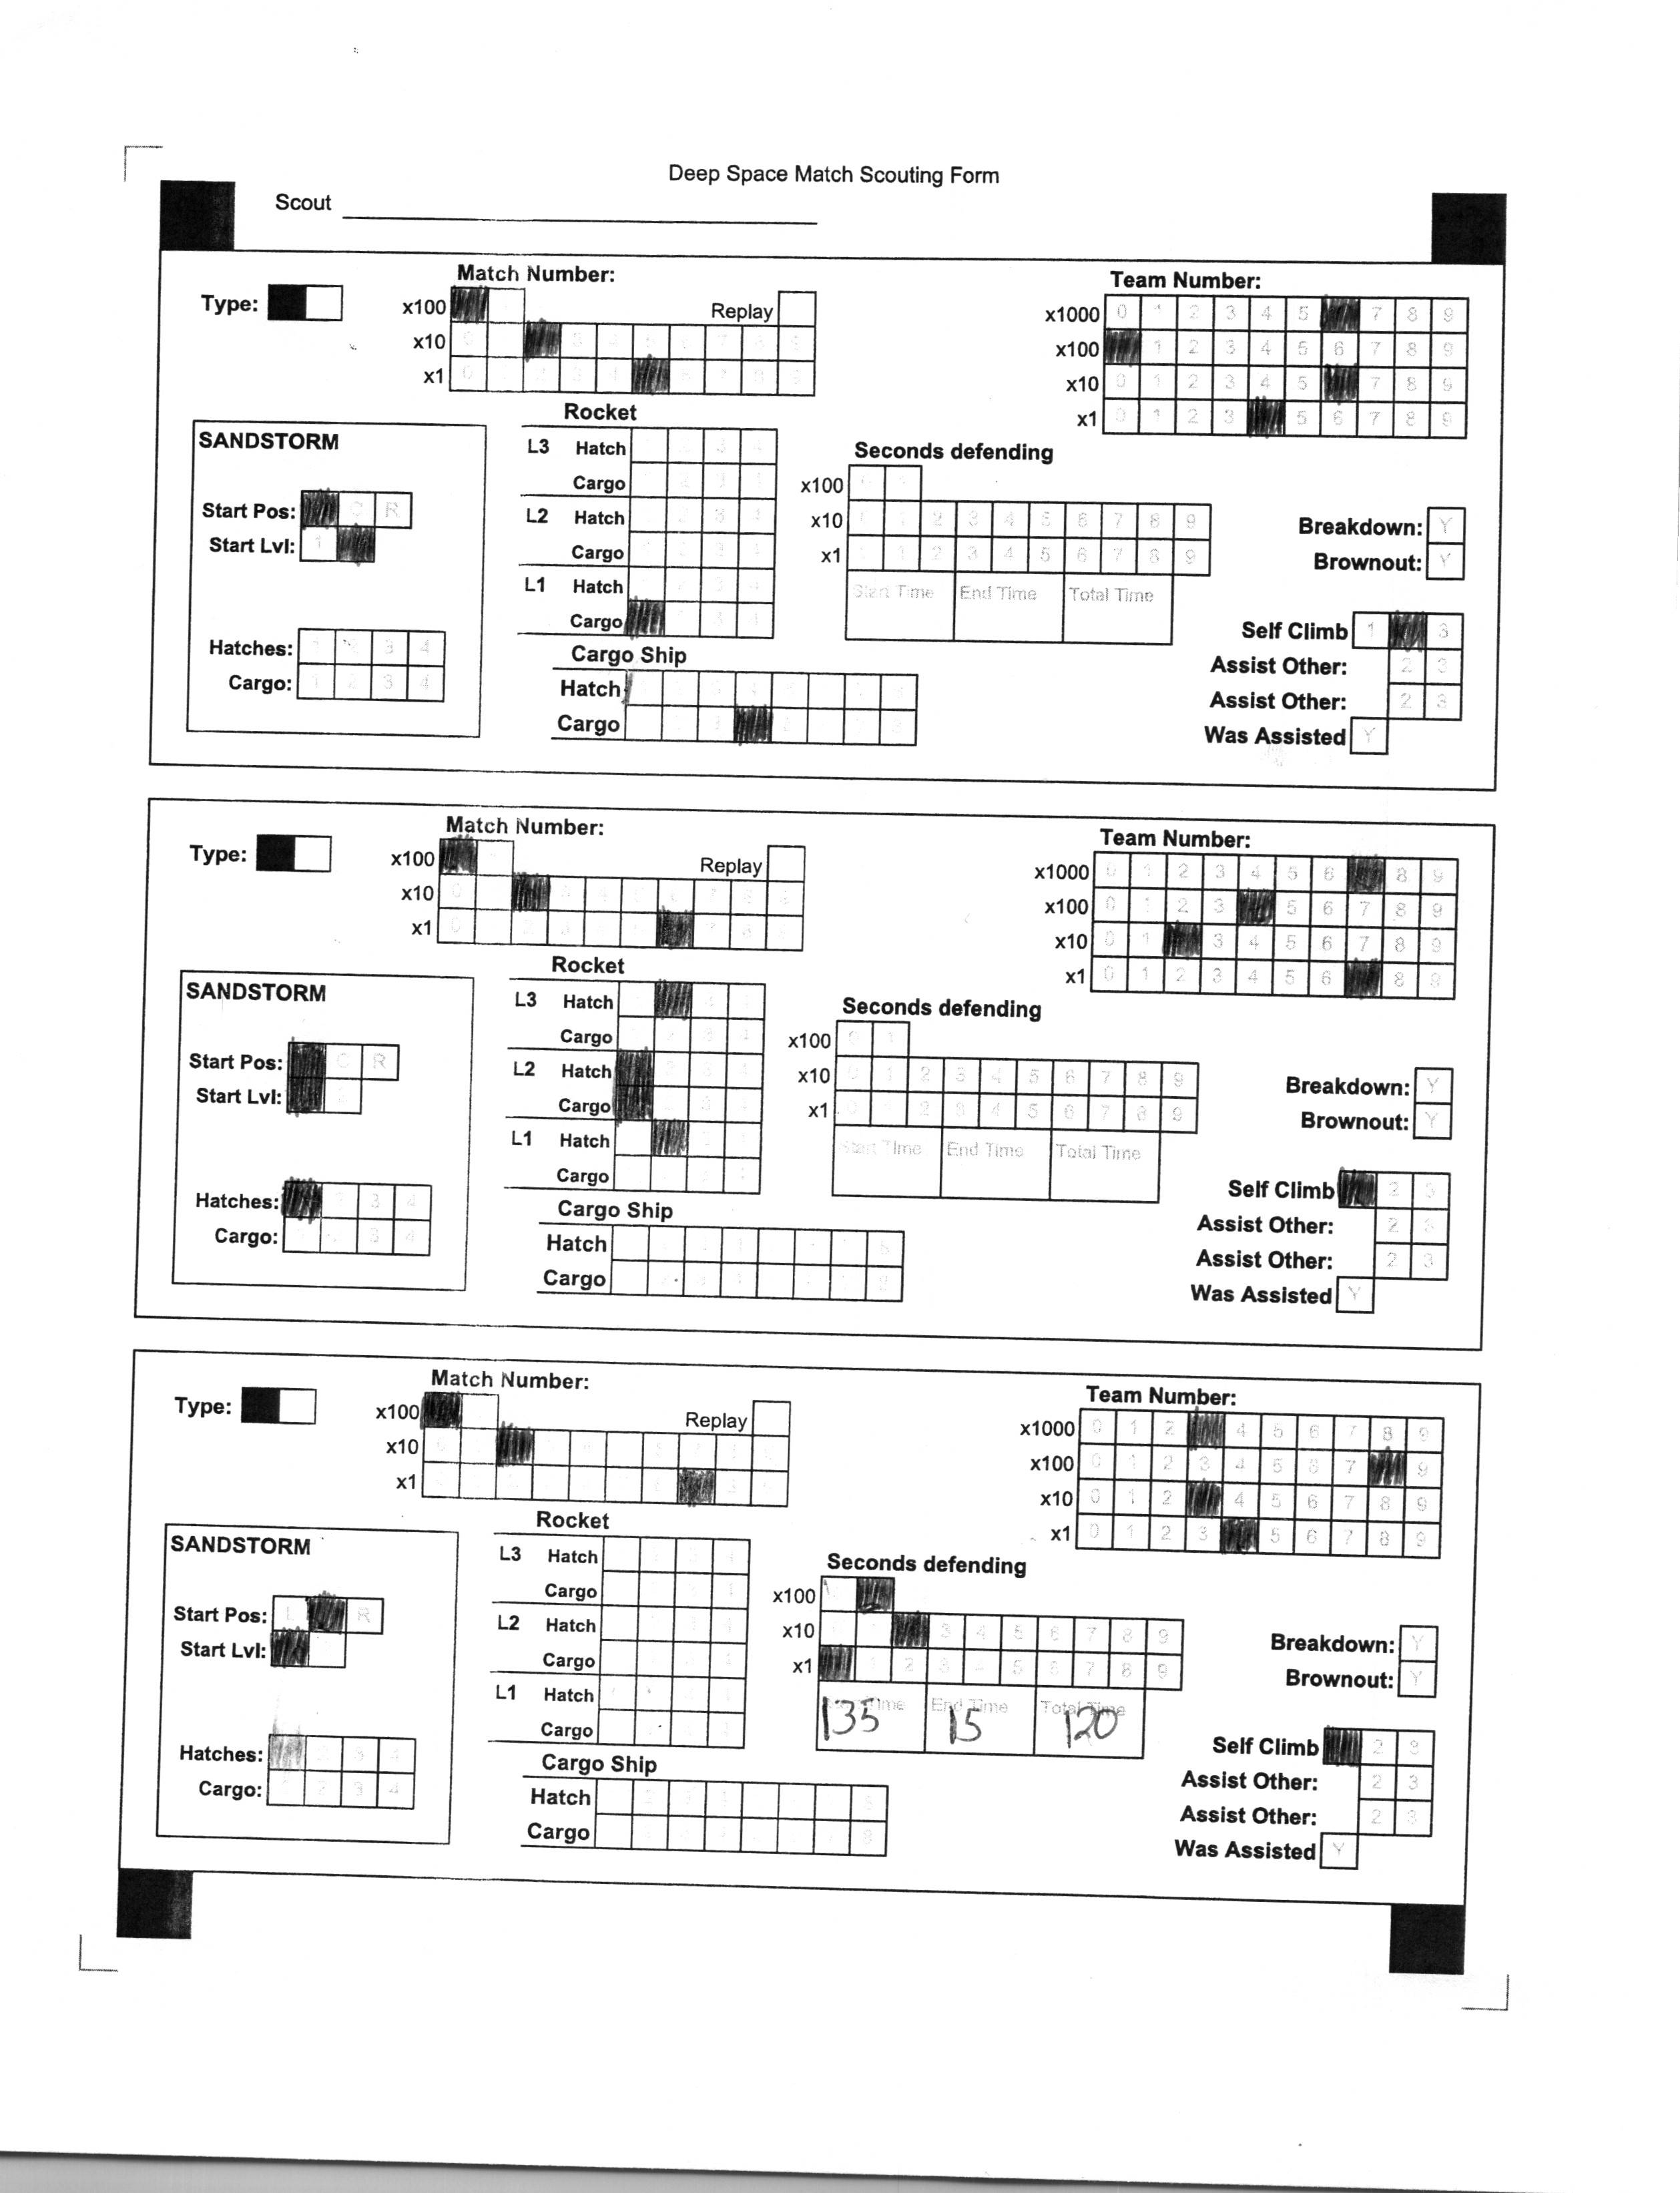 Deep Space Match Scouting Form
Scout
Match Number:
Team Number:
Type:
x100
Replay
x10
x1
x1000 0 1 2 3 4 5 7 8 9
x100 1 2 3 4 5 6 7 8 9
x10 0 1 2 3 4 5 7 8 9
x1 0 1 2 3 5 6 7 8 9
SANDSTORM
Start Pos: C R
Start Lvl: 1
Hatches: 1 2 3 4
Cargo: 1 2 3 4
Rocket
L3 Hatch
Cargo
L2 Hatch
Cargo
L1 Hatch
Cargo
Cargo Ship
Hatch
Cargo
Seconds defending
x100
x10 2 3 4 5 6 7 8 9
x1 2 3 4 5 6 7 8 9
Start Time End Time Total Time
Breakdown: Y
Brownout: Y
Self Climb 1 3
Assist Other: 2 3
Assist Other: 2 3
Was Assisted Y
Match Number:
Team Number:
Type:
x100
Replay
x10
x1
x1000 0 1 2 3 4 5 6 8 9
x100 0 1 2 3 5 6 7 8 9
x10 0 1 3 4 5 6 7 8 9
x1 0 1 2 3 4 5 6 8 9
SANDSTORM
Start Pos: C R
Start Lvl:
Hatches: 2 3 4
Cargo: 3 4
Rocket
L3 Hatch
Cargo
L2 Hatch
Cargo
L1 Hatch
Cargo
Cargo Ship
Hatch
Cargo
Seconds defending
x100 0 1
x10 0 1 2 3 4 5 6 7 8 9
x1 0 1 2 3 4 5 6 7 8 9
Start Time End Time Total Time
Breakdown: Y
Brownout: Y
Self Climb 2 3
Assist Other: 2 3
Assist Other: 2 3
Was Assisted Y
Match Number:
Team Number:
Type:
x100
Replay
x10
x1
x1000 0 1 2 4 5 6 7 8 9
x100 0 1 2 3 4 5 6 7 9
x10 0 1 2 4 5 6 7 8 9
x1 0 1 2 3 5 6 7 8 9
SANDSTORM
Start Pos: L R
Start Lvl:
Hatches: 2 3 4
Cargo: 1 2 3 4
Rocket
L3 Hatch
Cargo
L2 Hatch
Cargo
L1 Hatch
Cargo
Cargo Ship
Hatch
Cargo
Seconds defending
x100
x10 3 4 5 6 7 8 9
x1 1 2 3 4 5 6 7 8 9
Time End Time Total Time
135 15 120
Breakdown: Y
Brownout: Y
Self Climb 2 3
Assist Other: 2 3
Assist Other: 2 3
Was Assisted Y